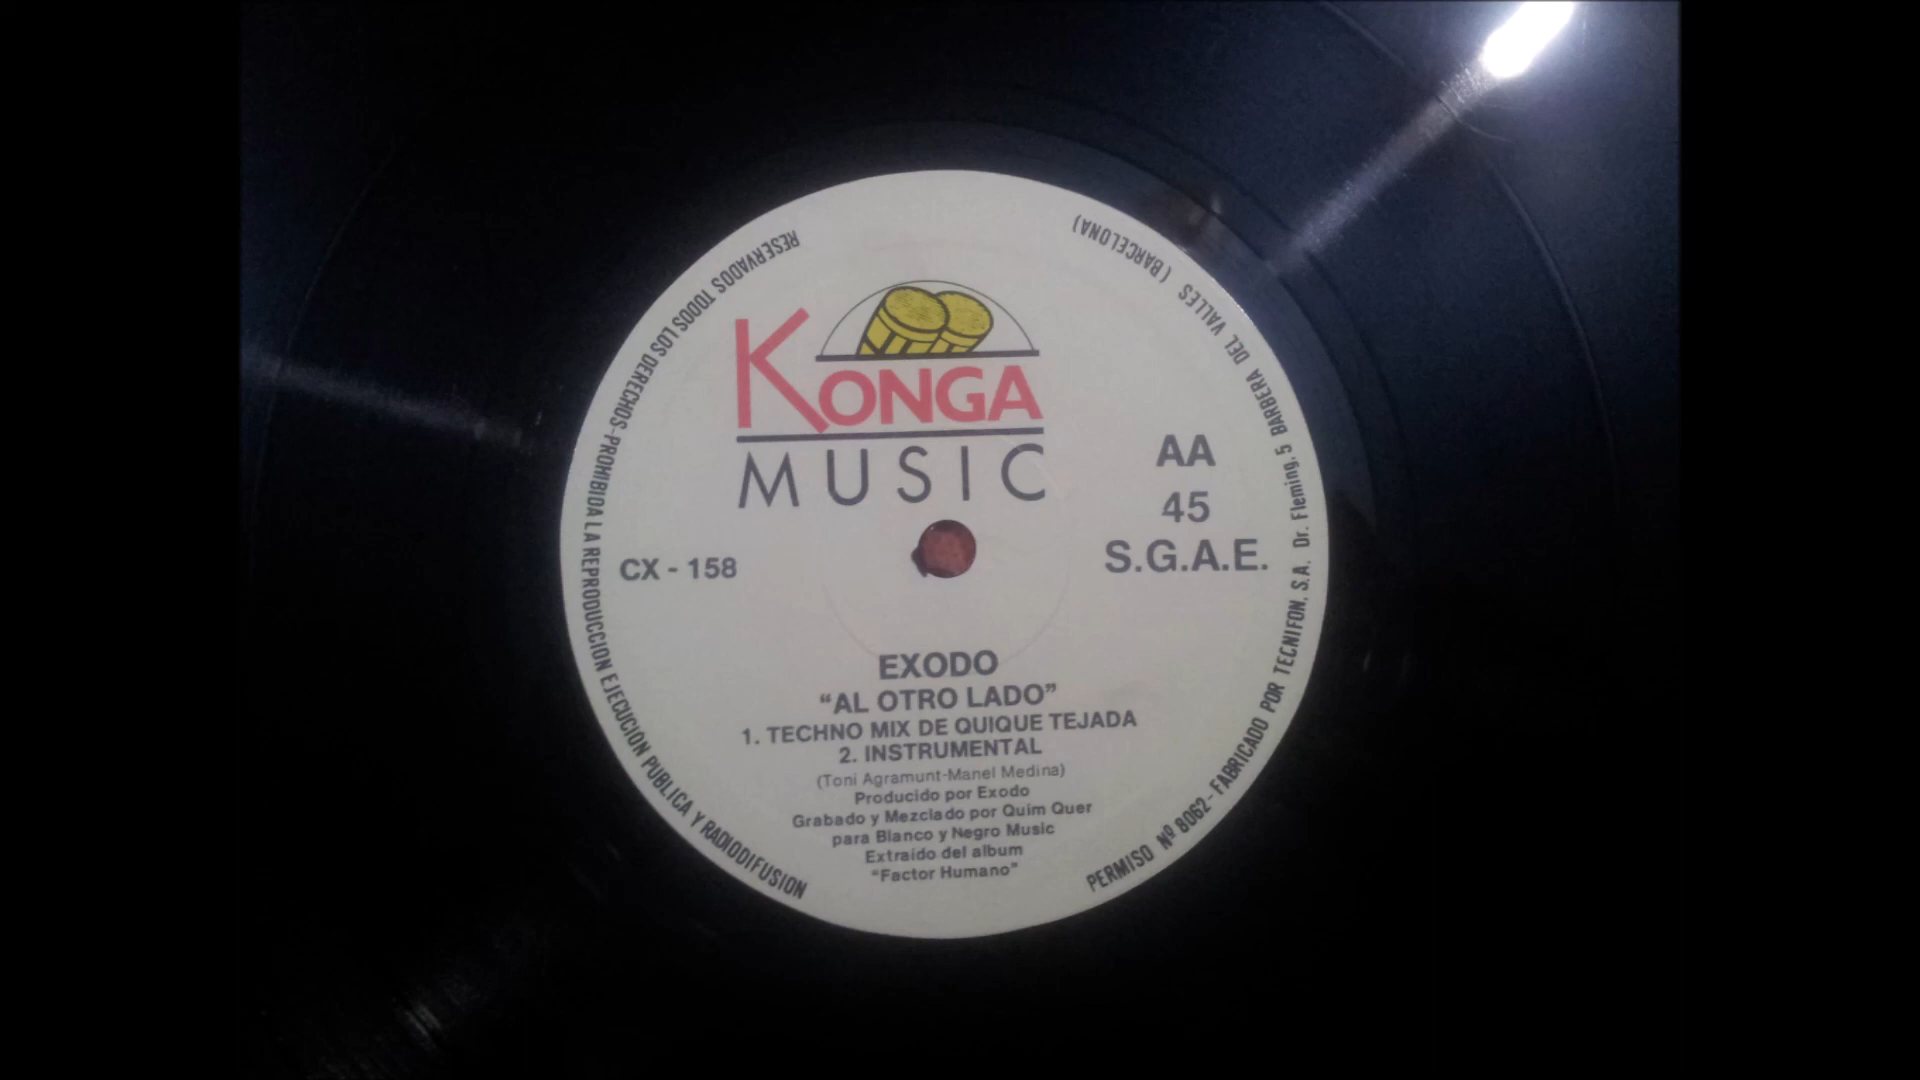 KONGA
MUSIC
AA
45
S.G.A.E.
CX - 158
EXODO
“AL OTRO LADO”
1. TECHNO MIX DE QUIQUE TEJADA
2. INSTRUMENTAL
(Toni Agramunt-Manel Medina)
Producido por Exodo
Grabado y Mezclado por Quim Quer
para Blanco y Negro Music
Extraido del album
“Factor Humano”
RESERVADOS TODOS LOS DERECHOS-PROHIBIDA LA REPRODUCCION EJECUCION PUBLICA Y RADIODIFUSION
PERMISO Nº 8062-FABRICADO POR TECNIFON, S.A. Dr. Fleming, 5 BARBERA DEL VALLES (BARCELONA)